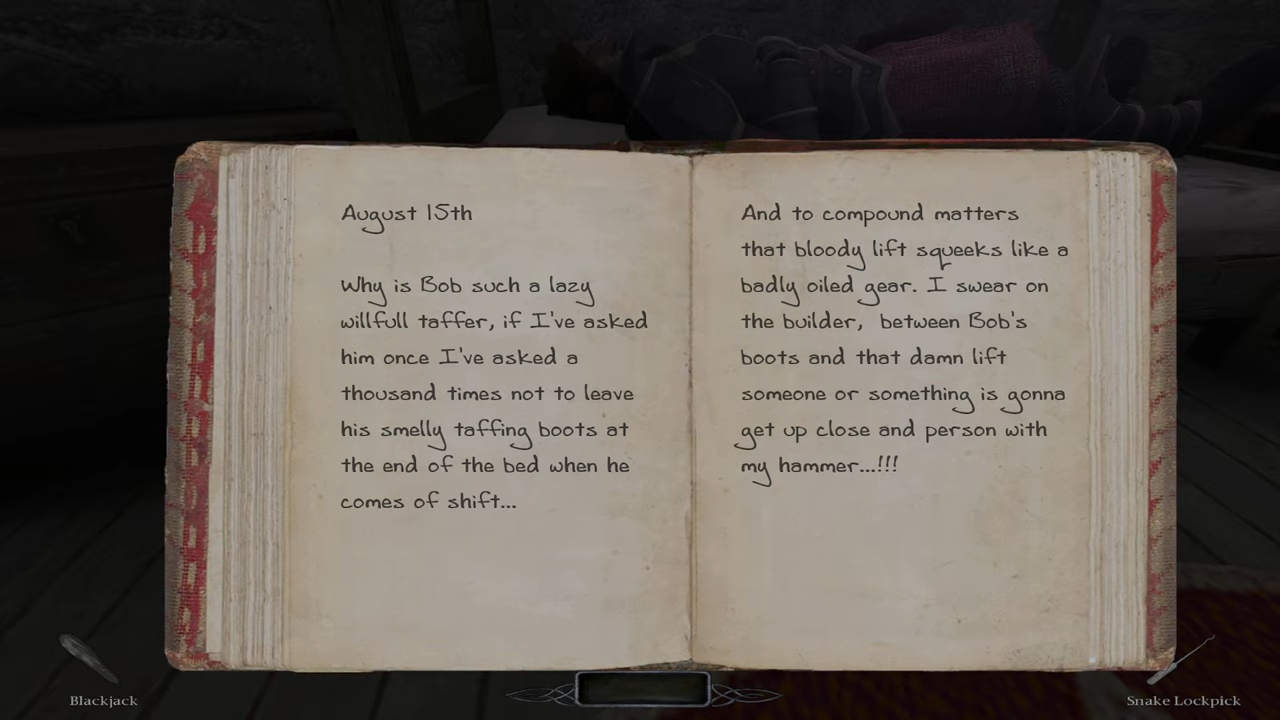 August 15th
Why is Bob such a lazy
willfull taffer, if I've asked
him once I've asked a
thousand times not to leave
his smelly taffing boots at
the end of the bed when he
comes of shift...
And to compound matters
that bloody lift squeeks like a
badly oiled gear. I swear on
the builder, between Bob's
boots and that damn lift
someone or something is gonna
get up close and person with
my hammer...!!!
Blackjack
Snake Lockpick